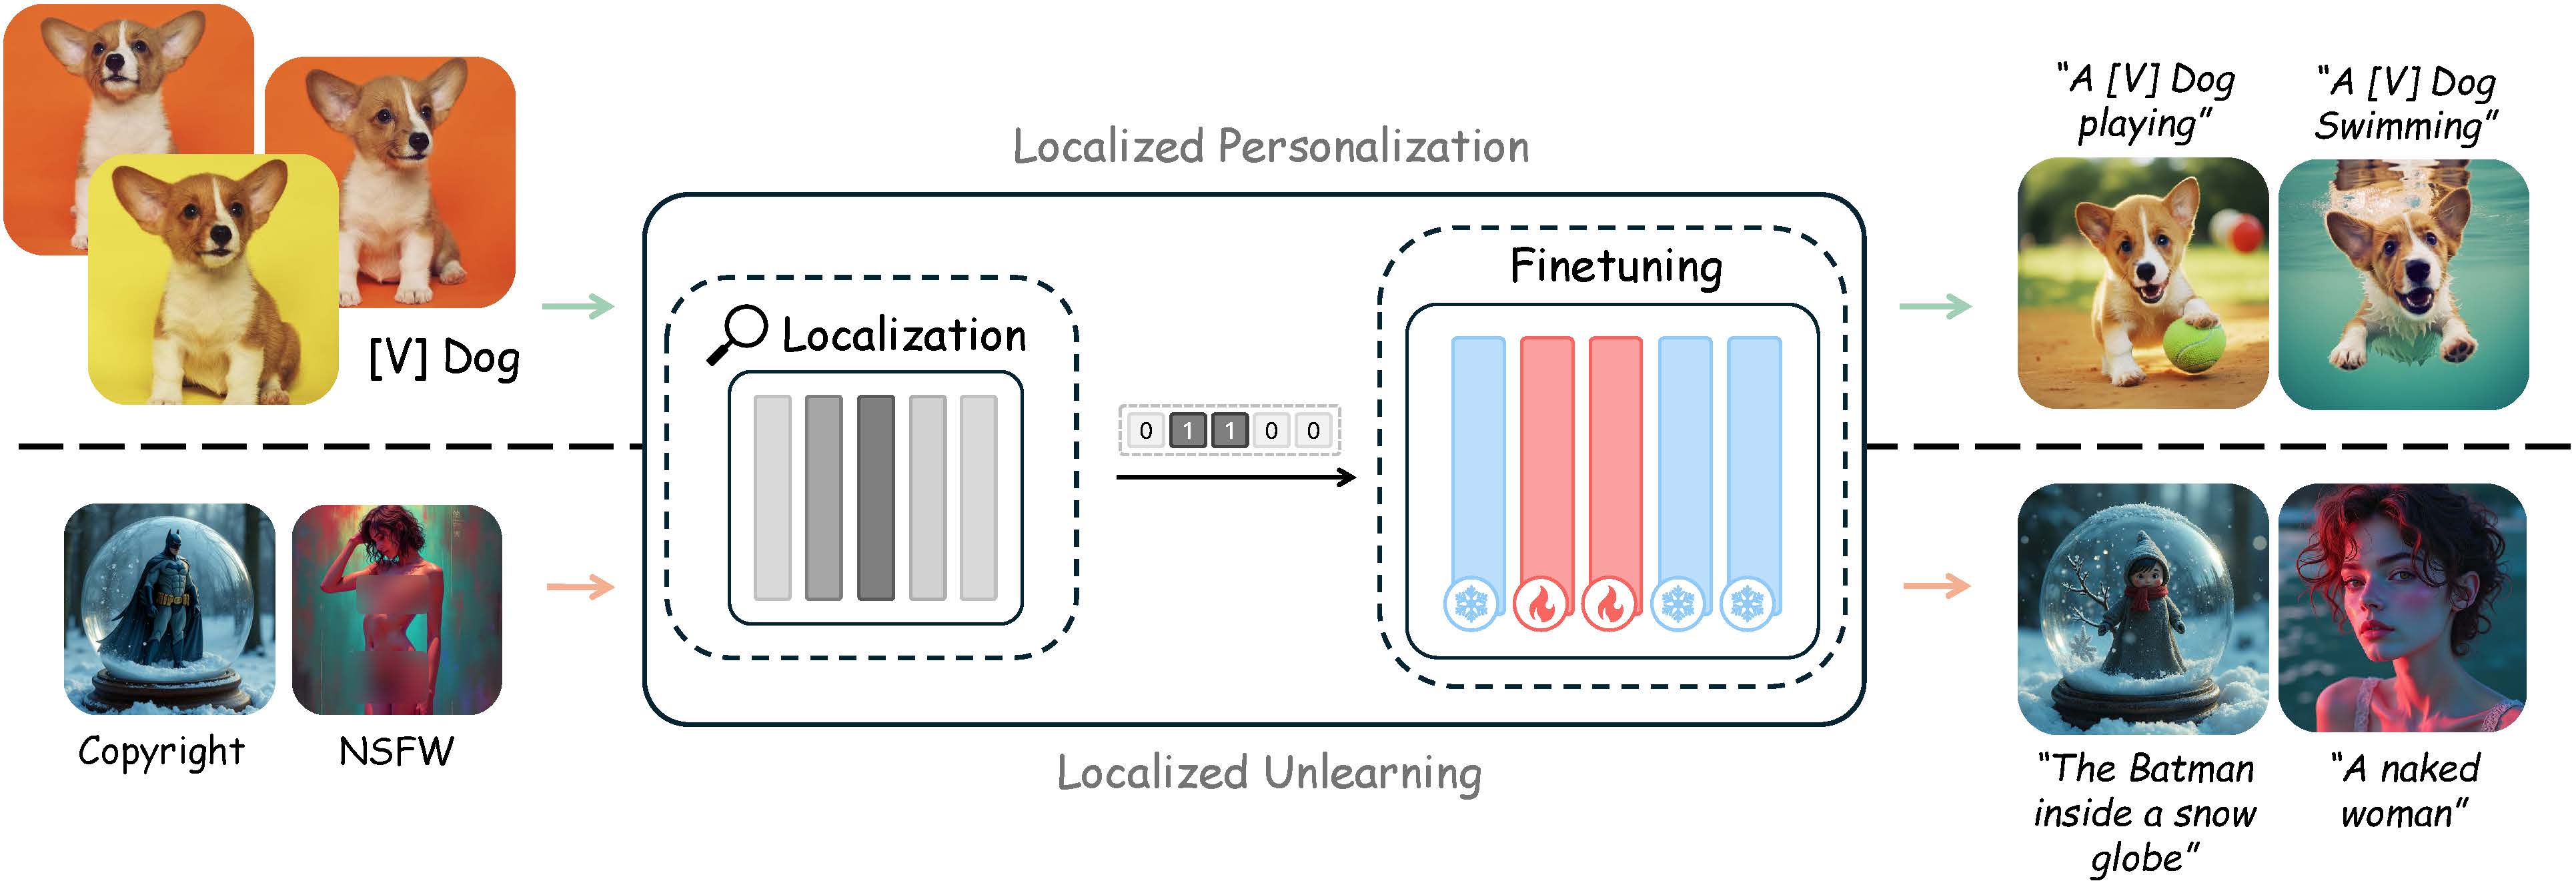 [V] Dog
Copyright
NSFW
Localized Personalization
Localization
0 1 1 0 0
Finetuning
Localized Unlearning
“A [V] Dog
playing”
“A [V] Dog
Swimming”
“The Batman
inside a snow
globe”
“A naked
woman”